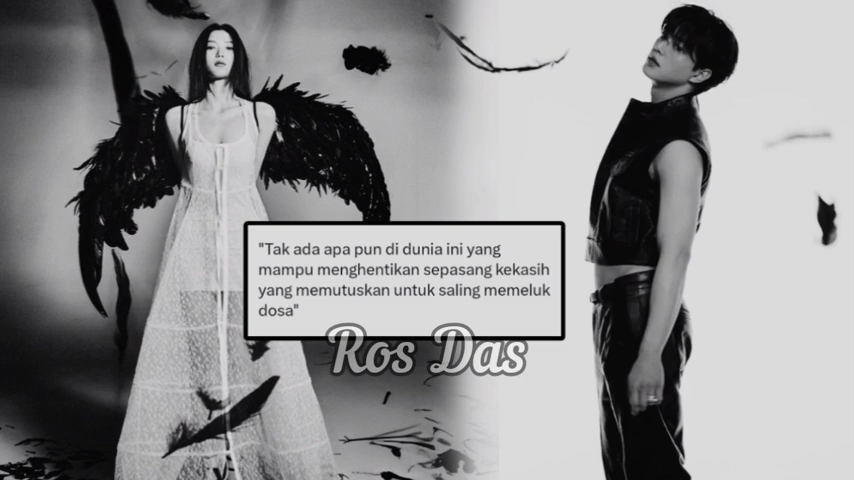 "Tak ada apa pun di dunia ini yang
mampu menghentikan sepasang kekasih
yang memutuskan untuk saling memeluk
dosa"
Ros Das